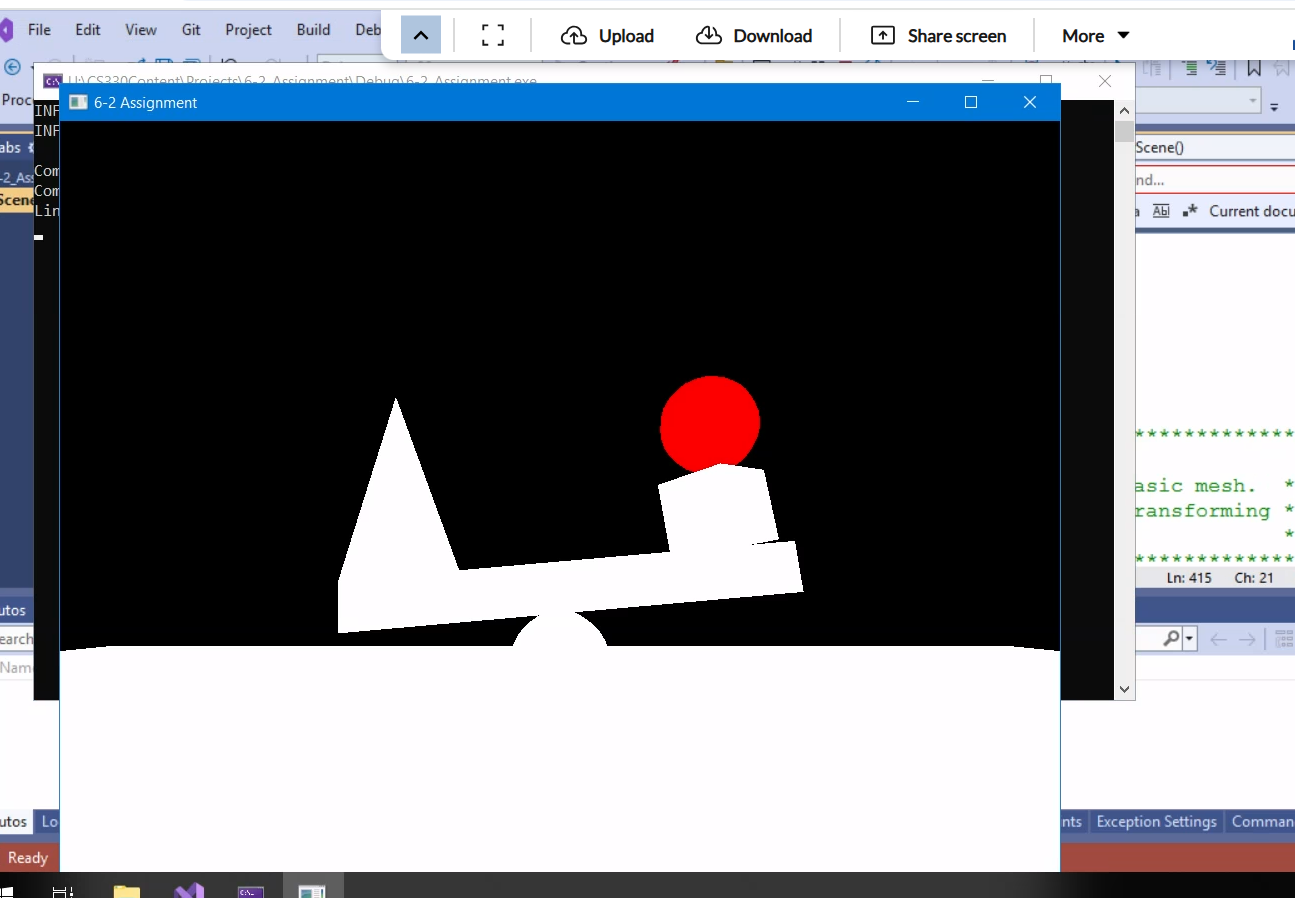 File Edit View Git Project Build Deb
Upload Download Share screen More
U:\CS330Content\Projects\6-2_Assignment\Debug\6-2_Assignment.exe
Proc
6-2 Assignment
INF
INF
abs
Scene()
Com
-2_Ass
nd...
Com
Scene
Lin
Abl
Current docu
*************
asic mesh. *
ransforming *
*
*************
Ln: 415 Ch: 21
utos
earch
Nam
utos Lo
nts Exception Settings Comman
Ready
C:\